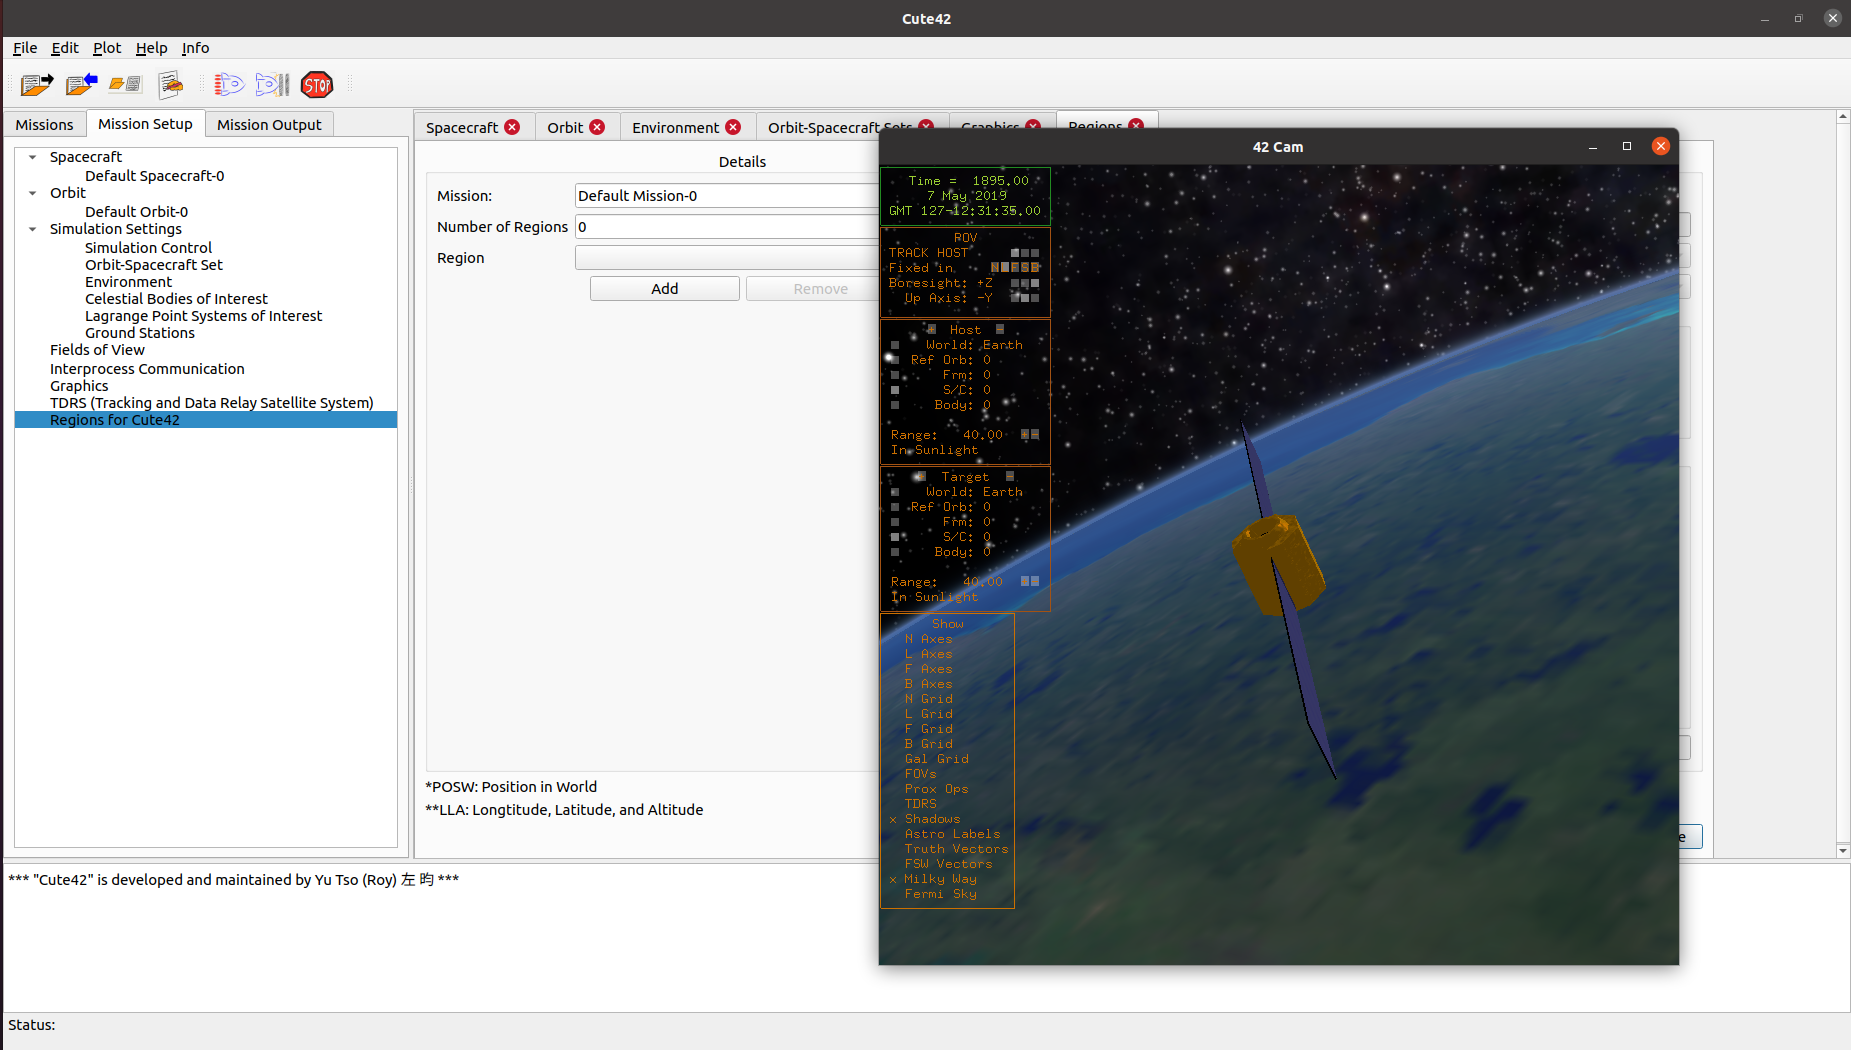 Cute42
File Edit Plot Help Info
STOP
Missions Mission Setup Mission Output
Spacecraft
Default Spacecraft-0
Orbit
Default Orbit-0
Simulation Settings
Simulation Control
Orbit-Spacecraft Set
Environment
Celestial Bodies of Interest
Lagrange Point Systems of Interest
Ground Stations
Fields of View
Interprocess Communication
Graphics
TDRS (Tracking and Data Relay Satellite System)
Regions for Cute42
Spacecraft Orbit Environment Orbit-Spacecraft Sets Graphics Regions
Details
Mission: Default Mission-0
Number of Regions 0
Region
Add Remove
*POSW: Position in World
**LLA: Longtitude, Latitude, and Altitude
42 Cam
Time = 1895.00
7 May 2019
GMT 127-12:31:35.00
POV
TRACK HOST
Fixed in N L F S B
Boresight: +Z
Up Axis: -Y
+ Host -
World: Earth
Ref Orb: 0
Frm: 0
S/C: 0
Body: 0
Range: 40.00 + -
In Sunlight
Target -
World: Earth
Ref Orb: 0
Frm: 0
S/C: 0
Body: 0
Range: 40.00
In Sunlight
Show
N Axes
L Axes
F Axes
B Axes
N Grid
L Grid
F Grid
B Grid
Gal Grid
FOVs
Prox Ops
TDRS
x Shadows
Astro Labels
Truth Vectors
FSW Vectors
x Milky Way
Fermi Sky
e
*** "Cute42" is developed and maintained by Yu Tso (Roy) 左 昀 ***
Status: